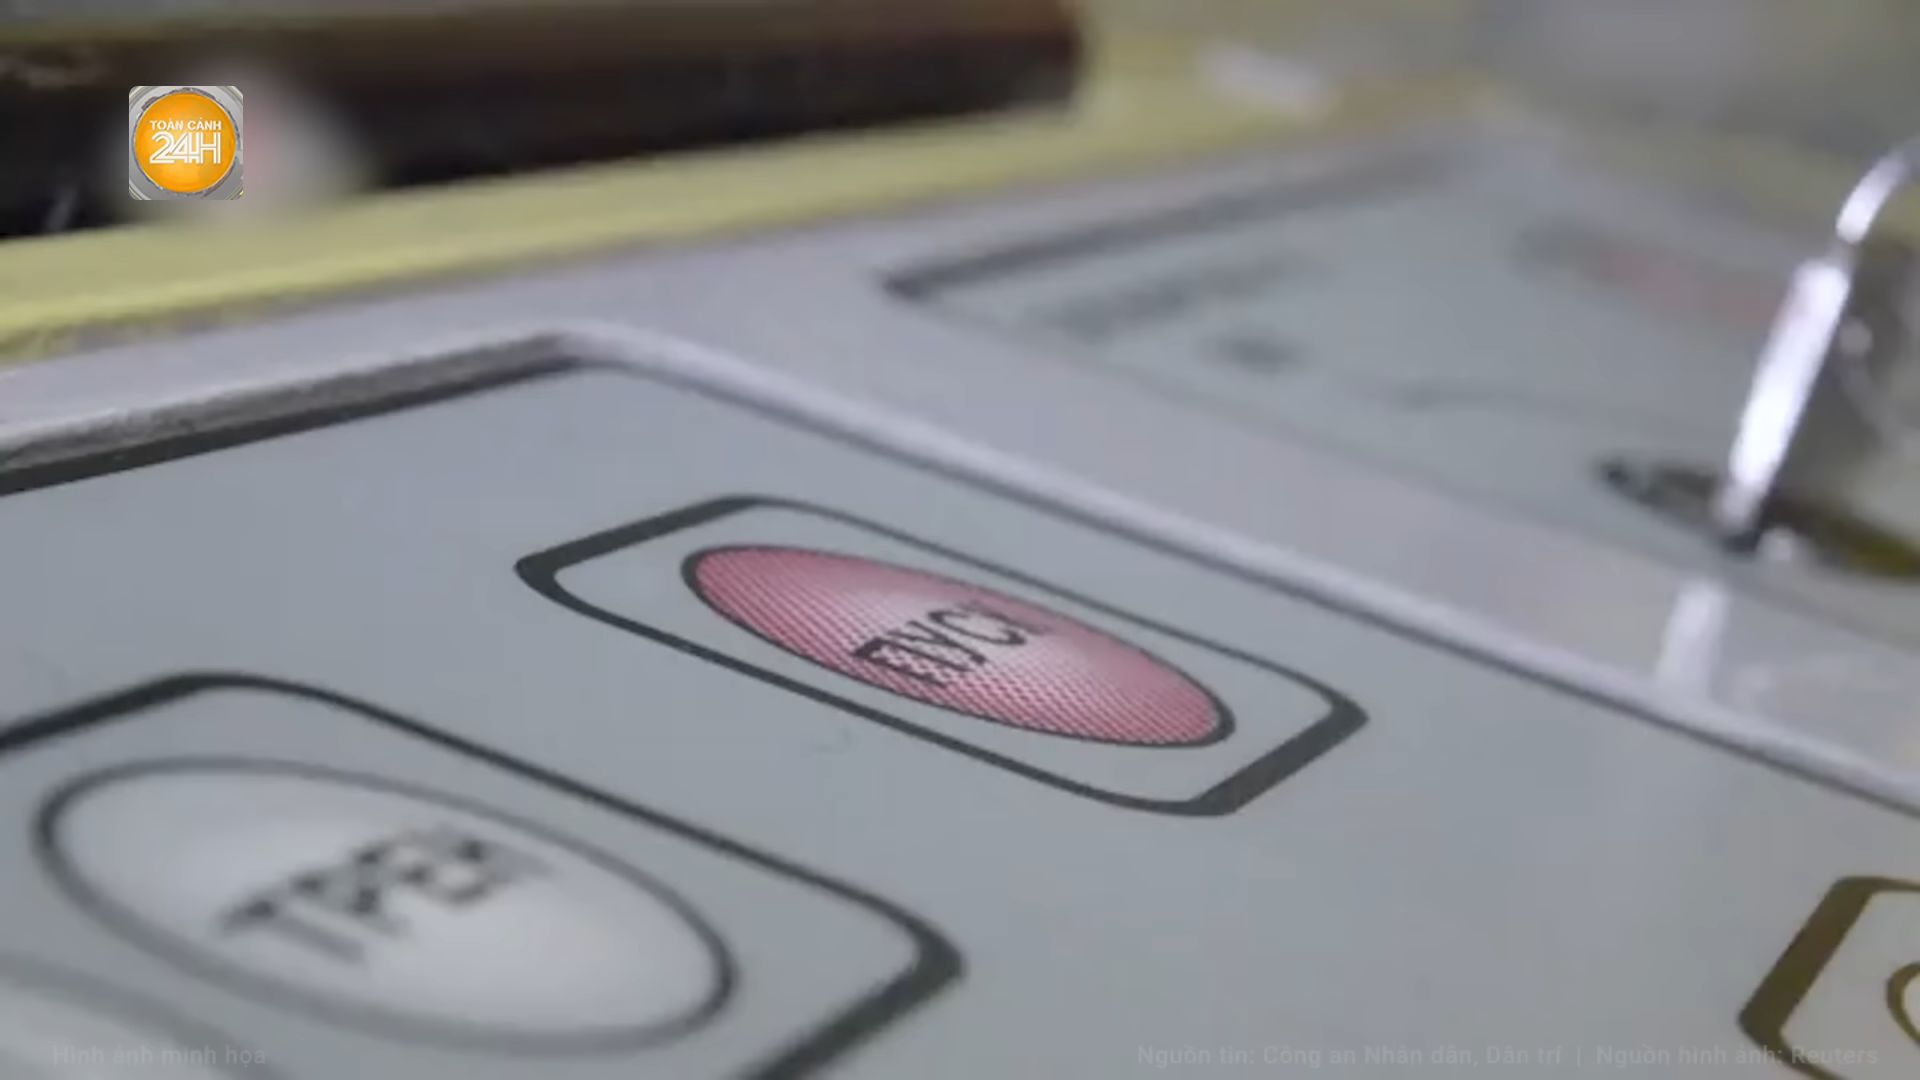 TOÀN CẢNH
24H
ПУСК
Hình ảnh minh họa
Nguồn tin: Công an Nhân dân, Dân trí | Nguồn hình ảnh: Reuters